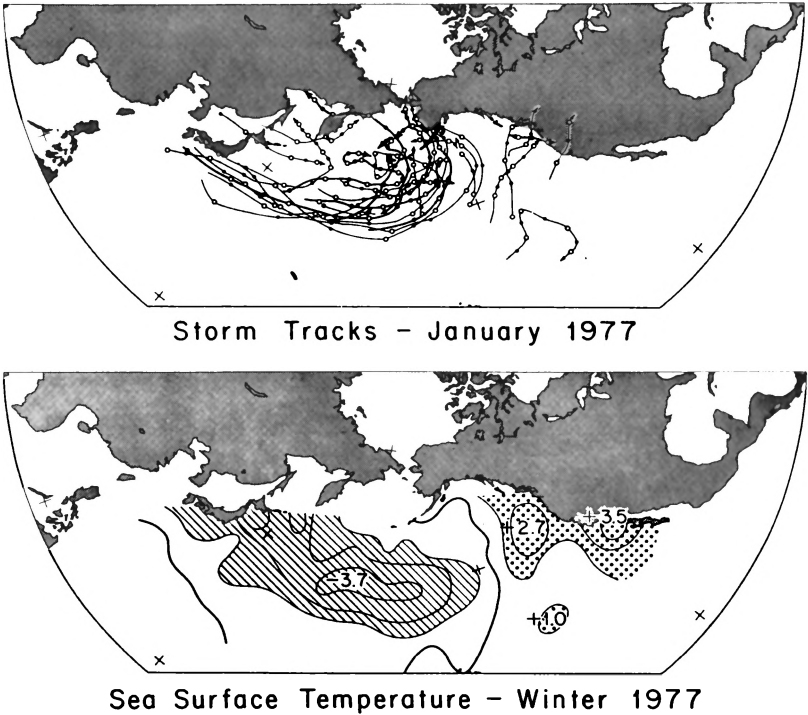 Storm Tracks – January 1977
-3.7
+2.7
+3.5
+1.0
Sea Surface Temperature – Winter 1977